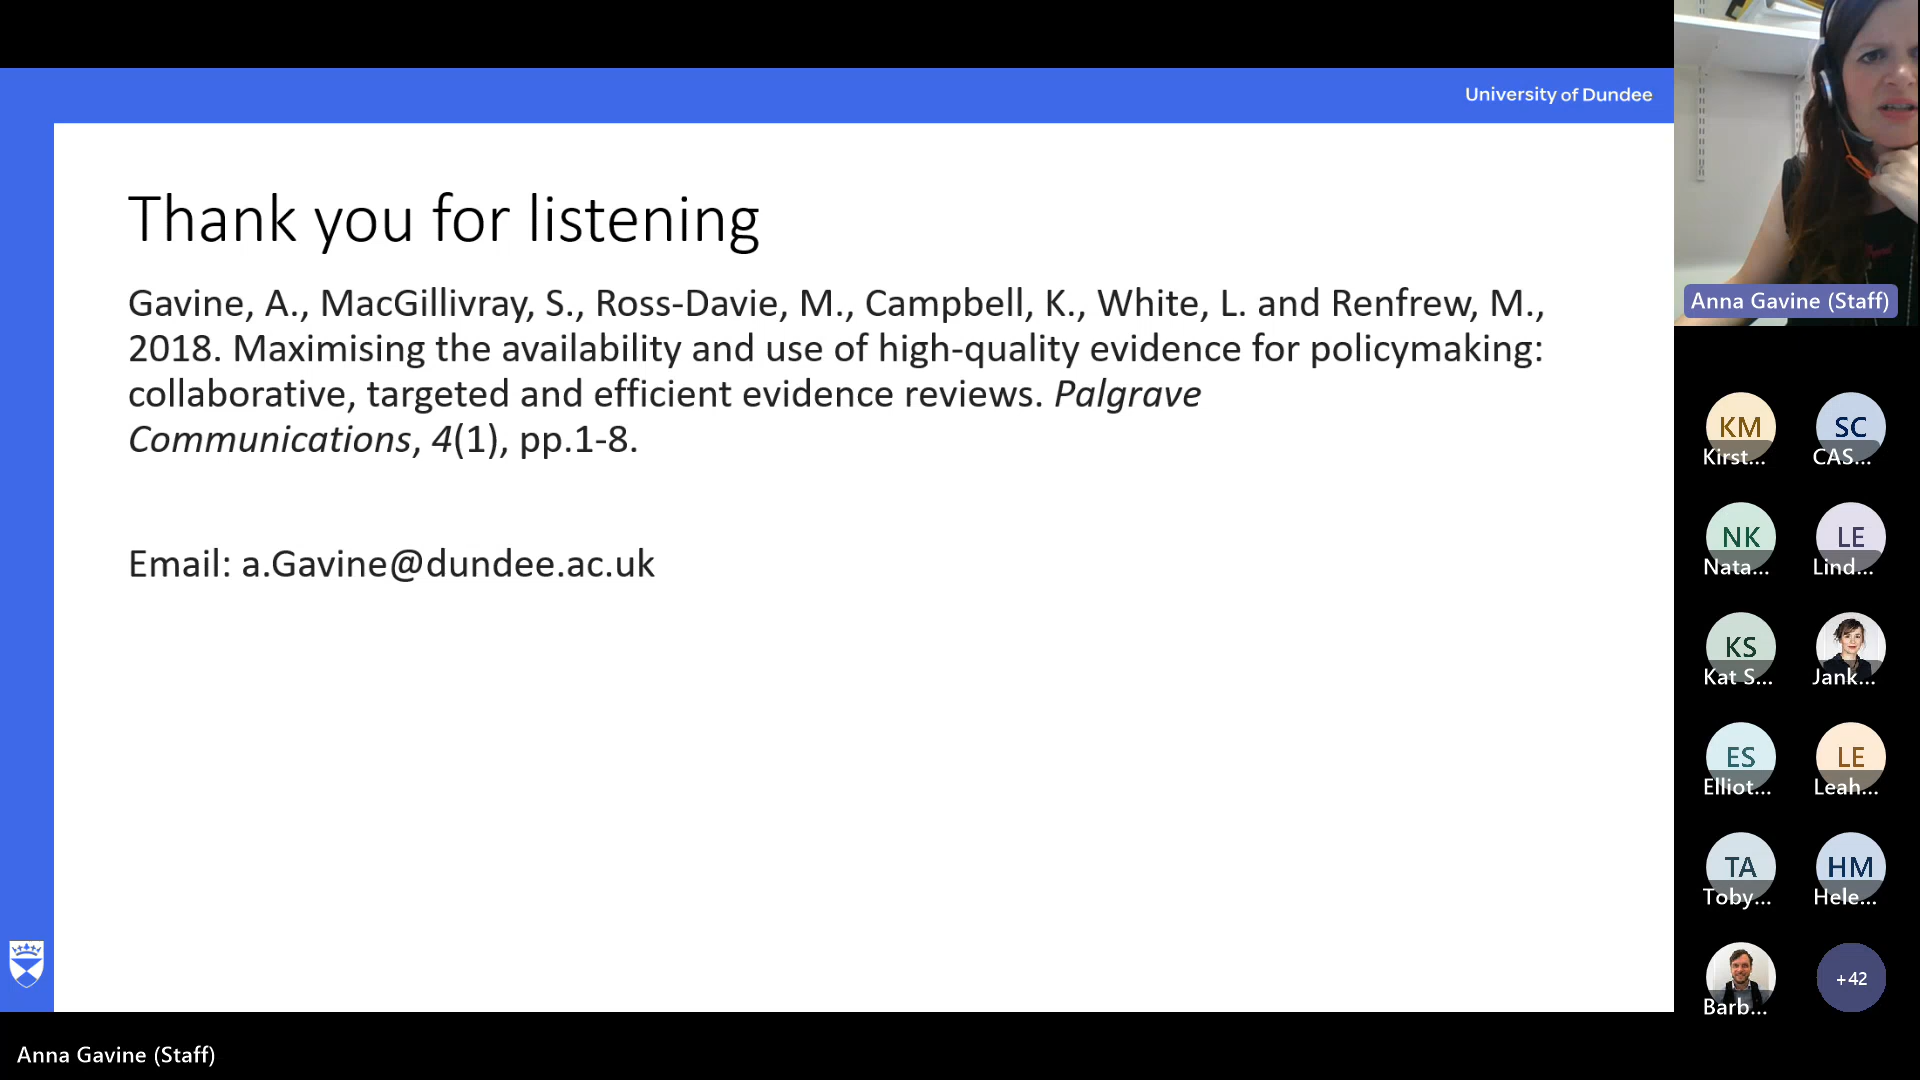 University of Dundee
Thank you for listening
Gavine, A., MacGillivray, S., Ross-Davie, M., Campbell, K., White, L. and Renfrew, M.,
2018. Maximising the availability and use of high-quality evidence for policymaking:
collaborative, targeted and efficient evidence reviews. Palgrave
Communications, 4(1), pp.1-8.
Email: a.Gavine@dundee.ac.uk
Anna Gavine (Staff)
KM
Kirst...
SC
CAS...
NK
Nata...
LE
Lind...
KS
Kat S...
Jank...
ES
Elliot...
LE
Leah...
TA
Toby...
HM
Hele...
Barb...
+42
Anna Gavine (Staff)